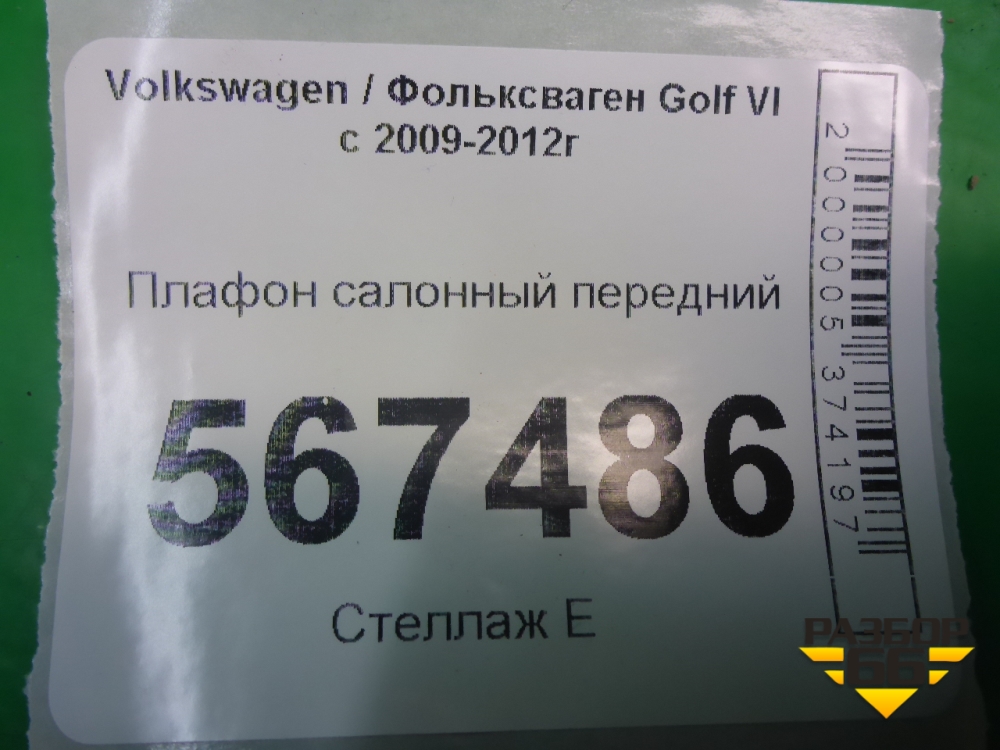 Volkswagen / Фольксваген Golf VI
с 2009-2012г
Плафон салонный передний
567486
Стеллаж Е
2000005374197
РАЗБОР
66